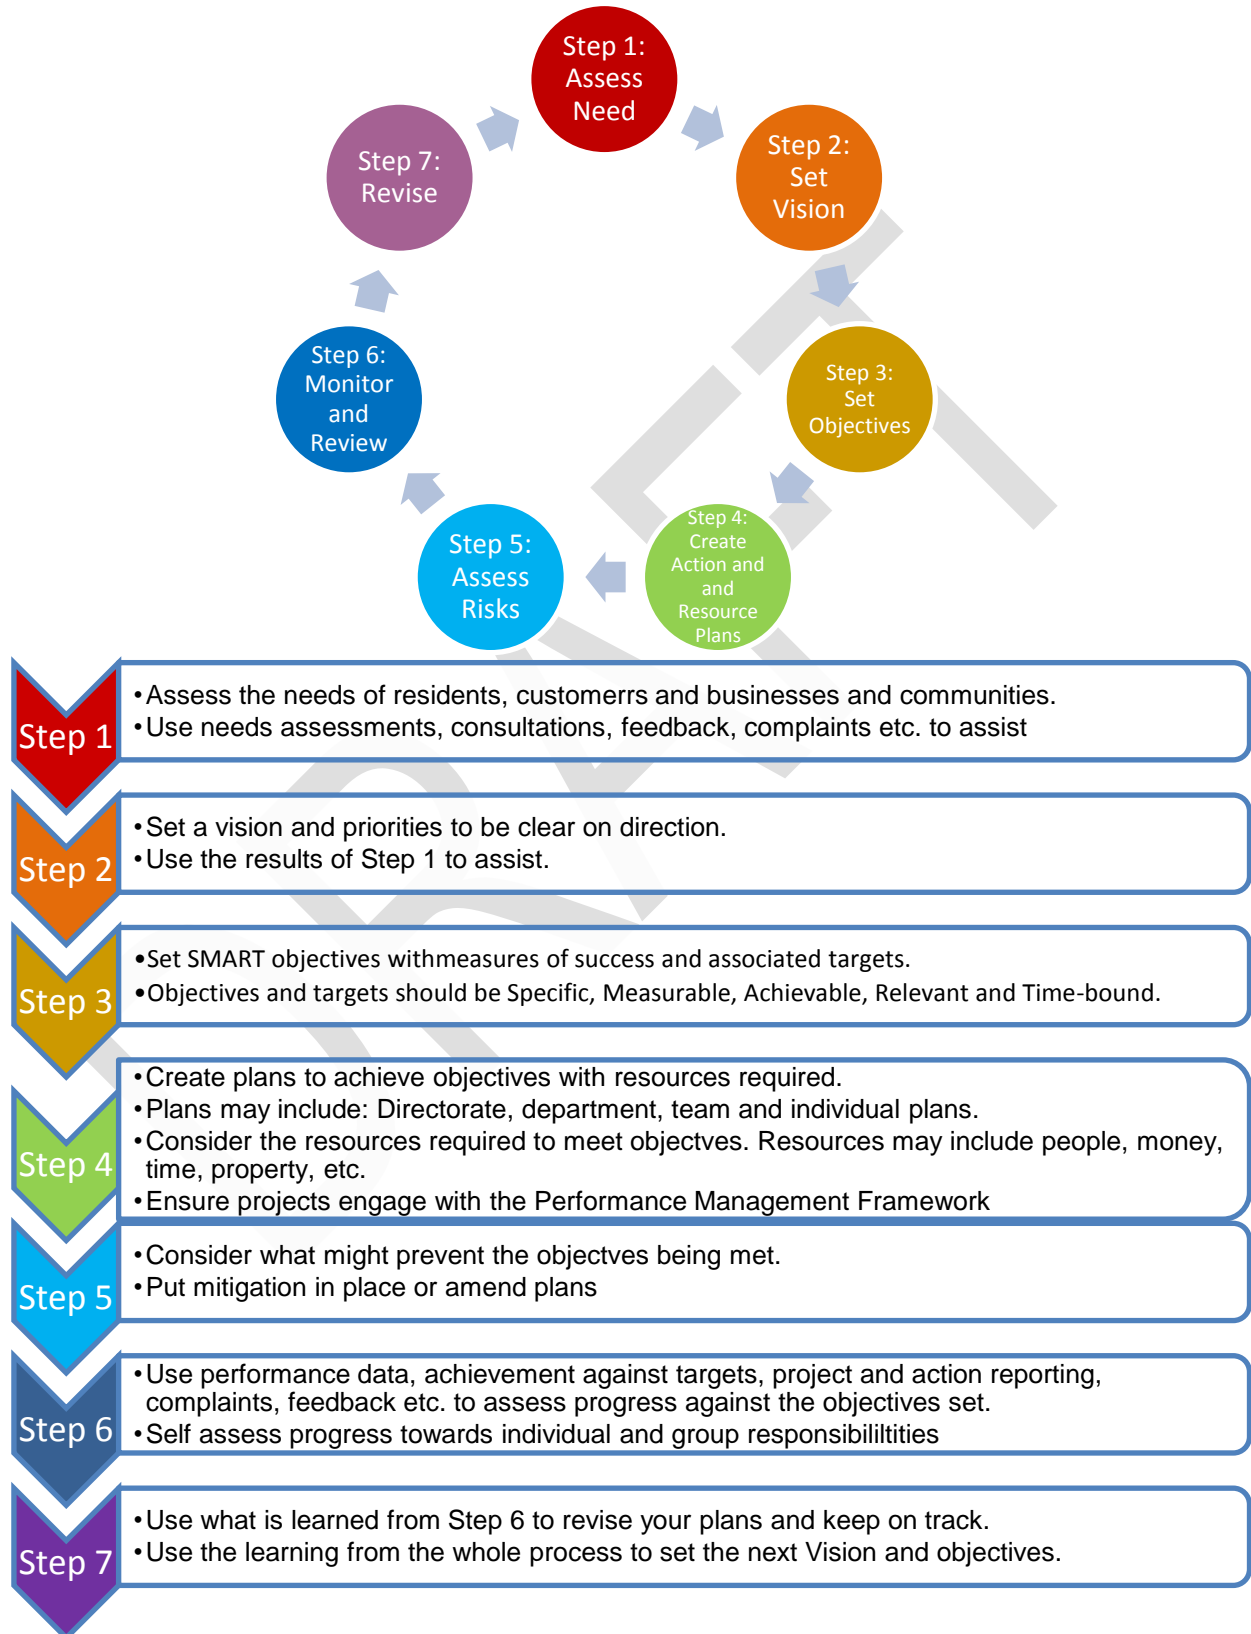 Step 1:
Assess
Need
Step 2:
Set
Vision
Step 3:
Set
Objectives
Step 4:
Create
Action and
and
Resource
Plans
Step 5:
Assess
Risks
Step 6:
Monitor
and
Review
Step 7:
Revise
DRAFT
Step 1
•Assess the needs of residents, customerrs and businesses and communities.
•Use needs assessments, consultations, feedback, complaints etc. to assist
Step 2
•Set a vision and priorities to be clear on direction.
•Use the results of Step 1 to assist.
Step 3
•Set SMART objectives withmeasures of success and associated targets.
•Objectives and targets should be Specific, Measurable, Achievable, Relevant and Time-bound.
Step 4
•Create plans to achieve objectives with resources required.
•Plans may include: Directorate, department, team and individual plans.
•Consider the resources required to meet objectves. Resources may include people, money,
time, property, etc.
•Ensure projects engage with the Performance Management Framework
Step 5
•Consider what might prevent the objectves being met.
•Put mitigation in place or amend plans
Step 6
•Use performance data, achievement against targets, project and action reporting,
complaints, feedback etc. to assess progress against the objectives set.
•Self assess progress towards individual and group responsibililtities
Step 7
•Use what is learned from Step 6 to revise your plans and keep on track.
•Use the learning from the whole process to set the next Vision and objectives.